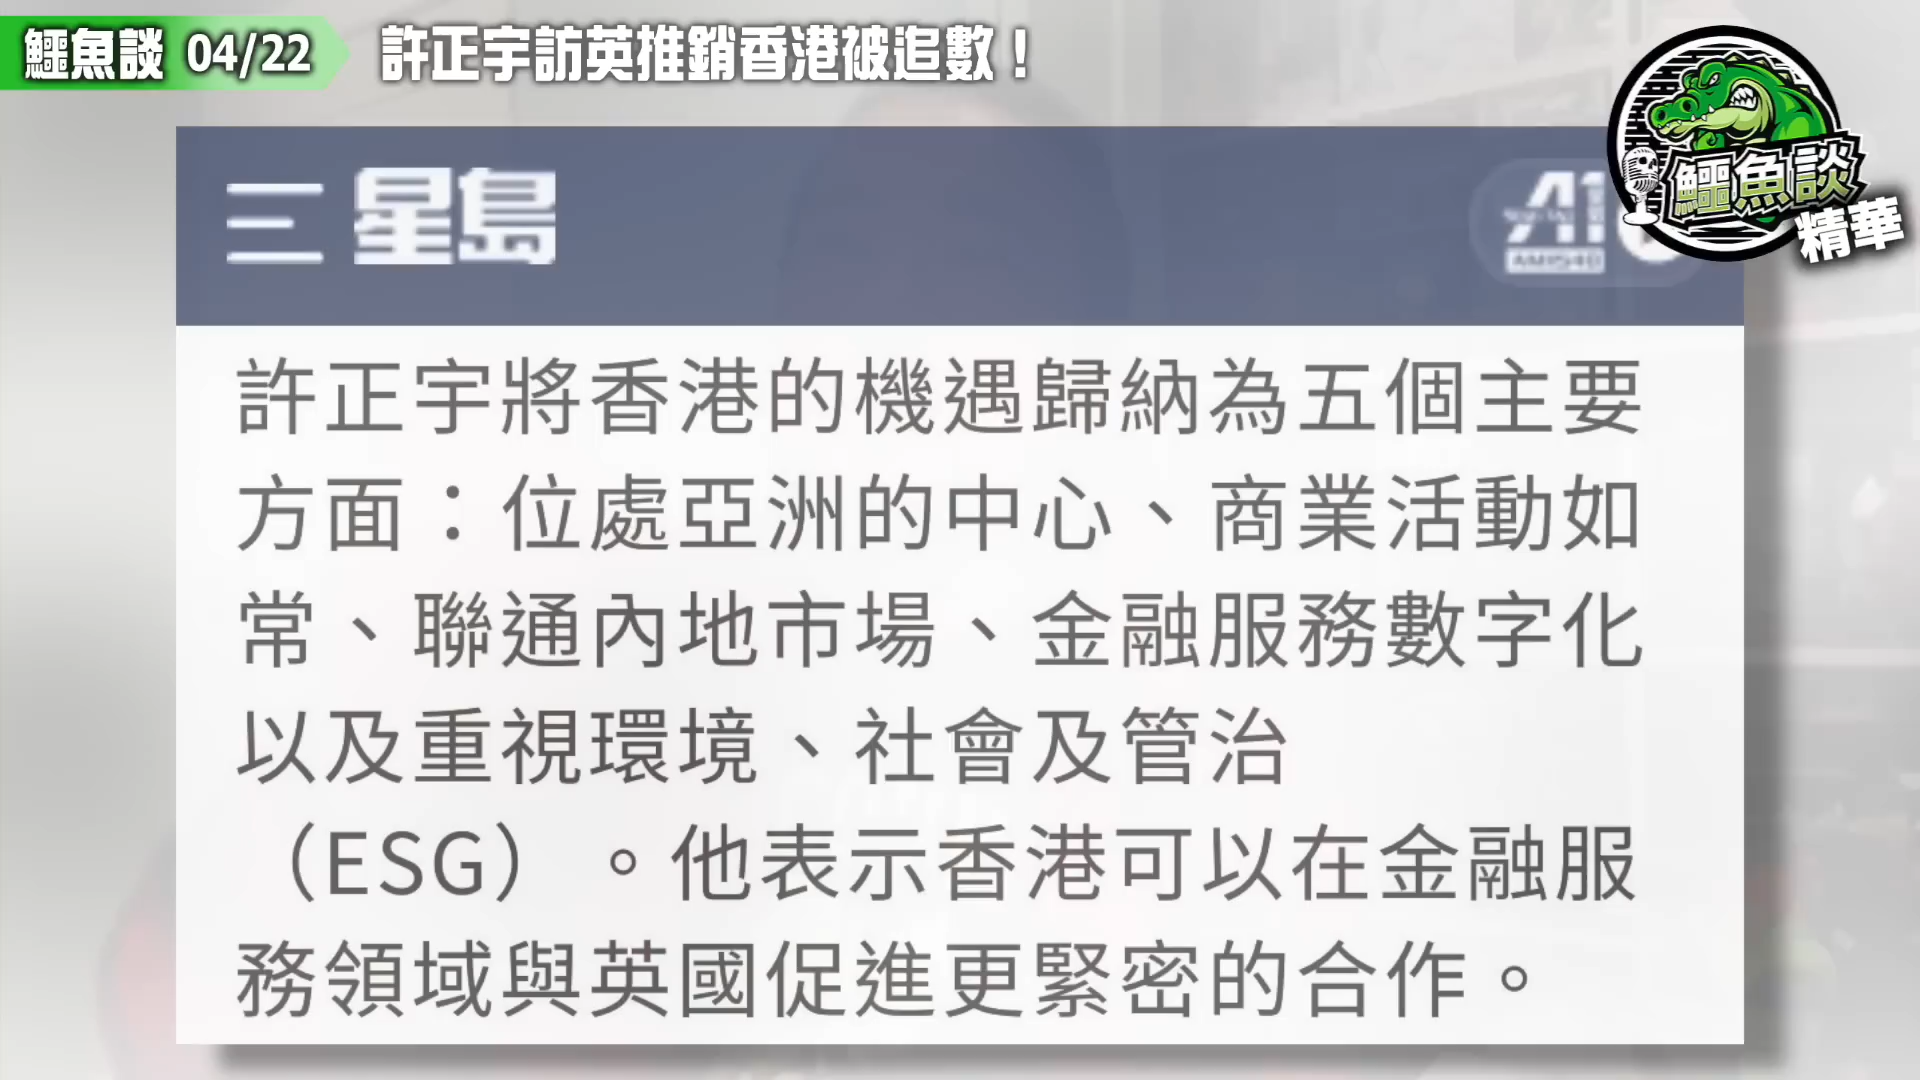 鱷魚談 04/22 許正宇訪英推銷香港被追數！
鱷魚談
精華
星島
A1
AM1540
許正宇將香港的機遇歸納為五個主要
方面：位處亞洲的中心、商業活動如
常、聯通內地市場、金融服務數字化
以及重視環境、社會及管治
（ESG）。他表示香港可以在金融服
務領域與英國促進更緊密的合作。